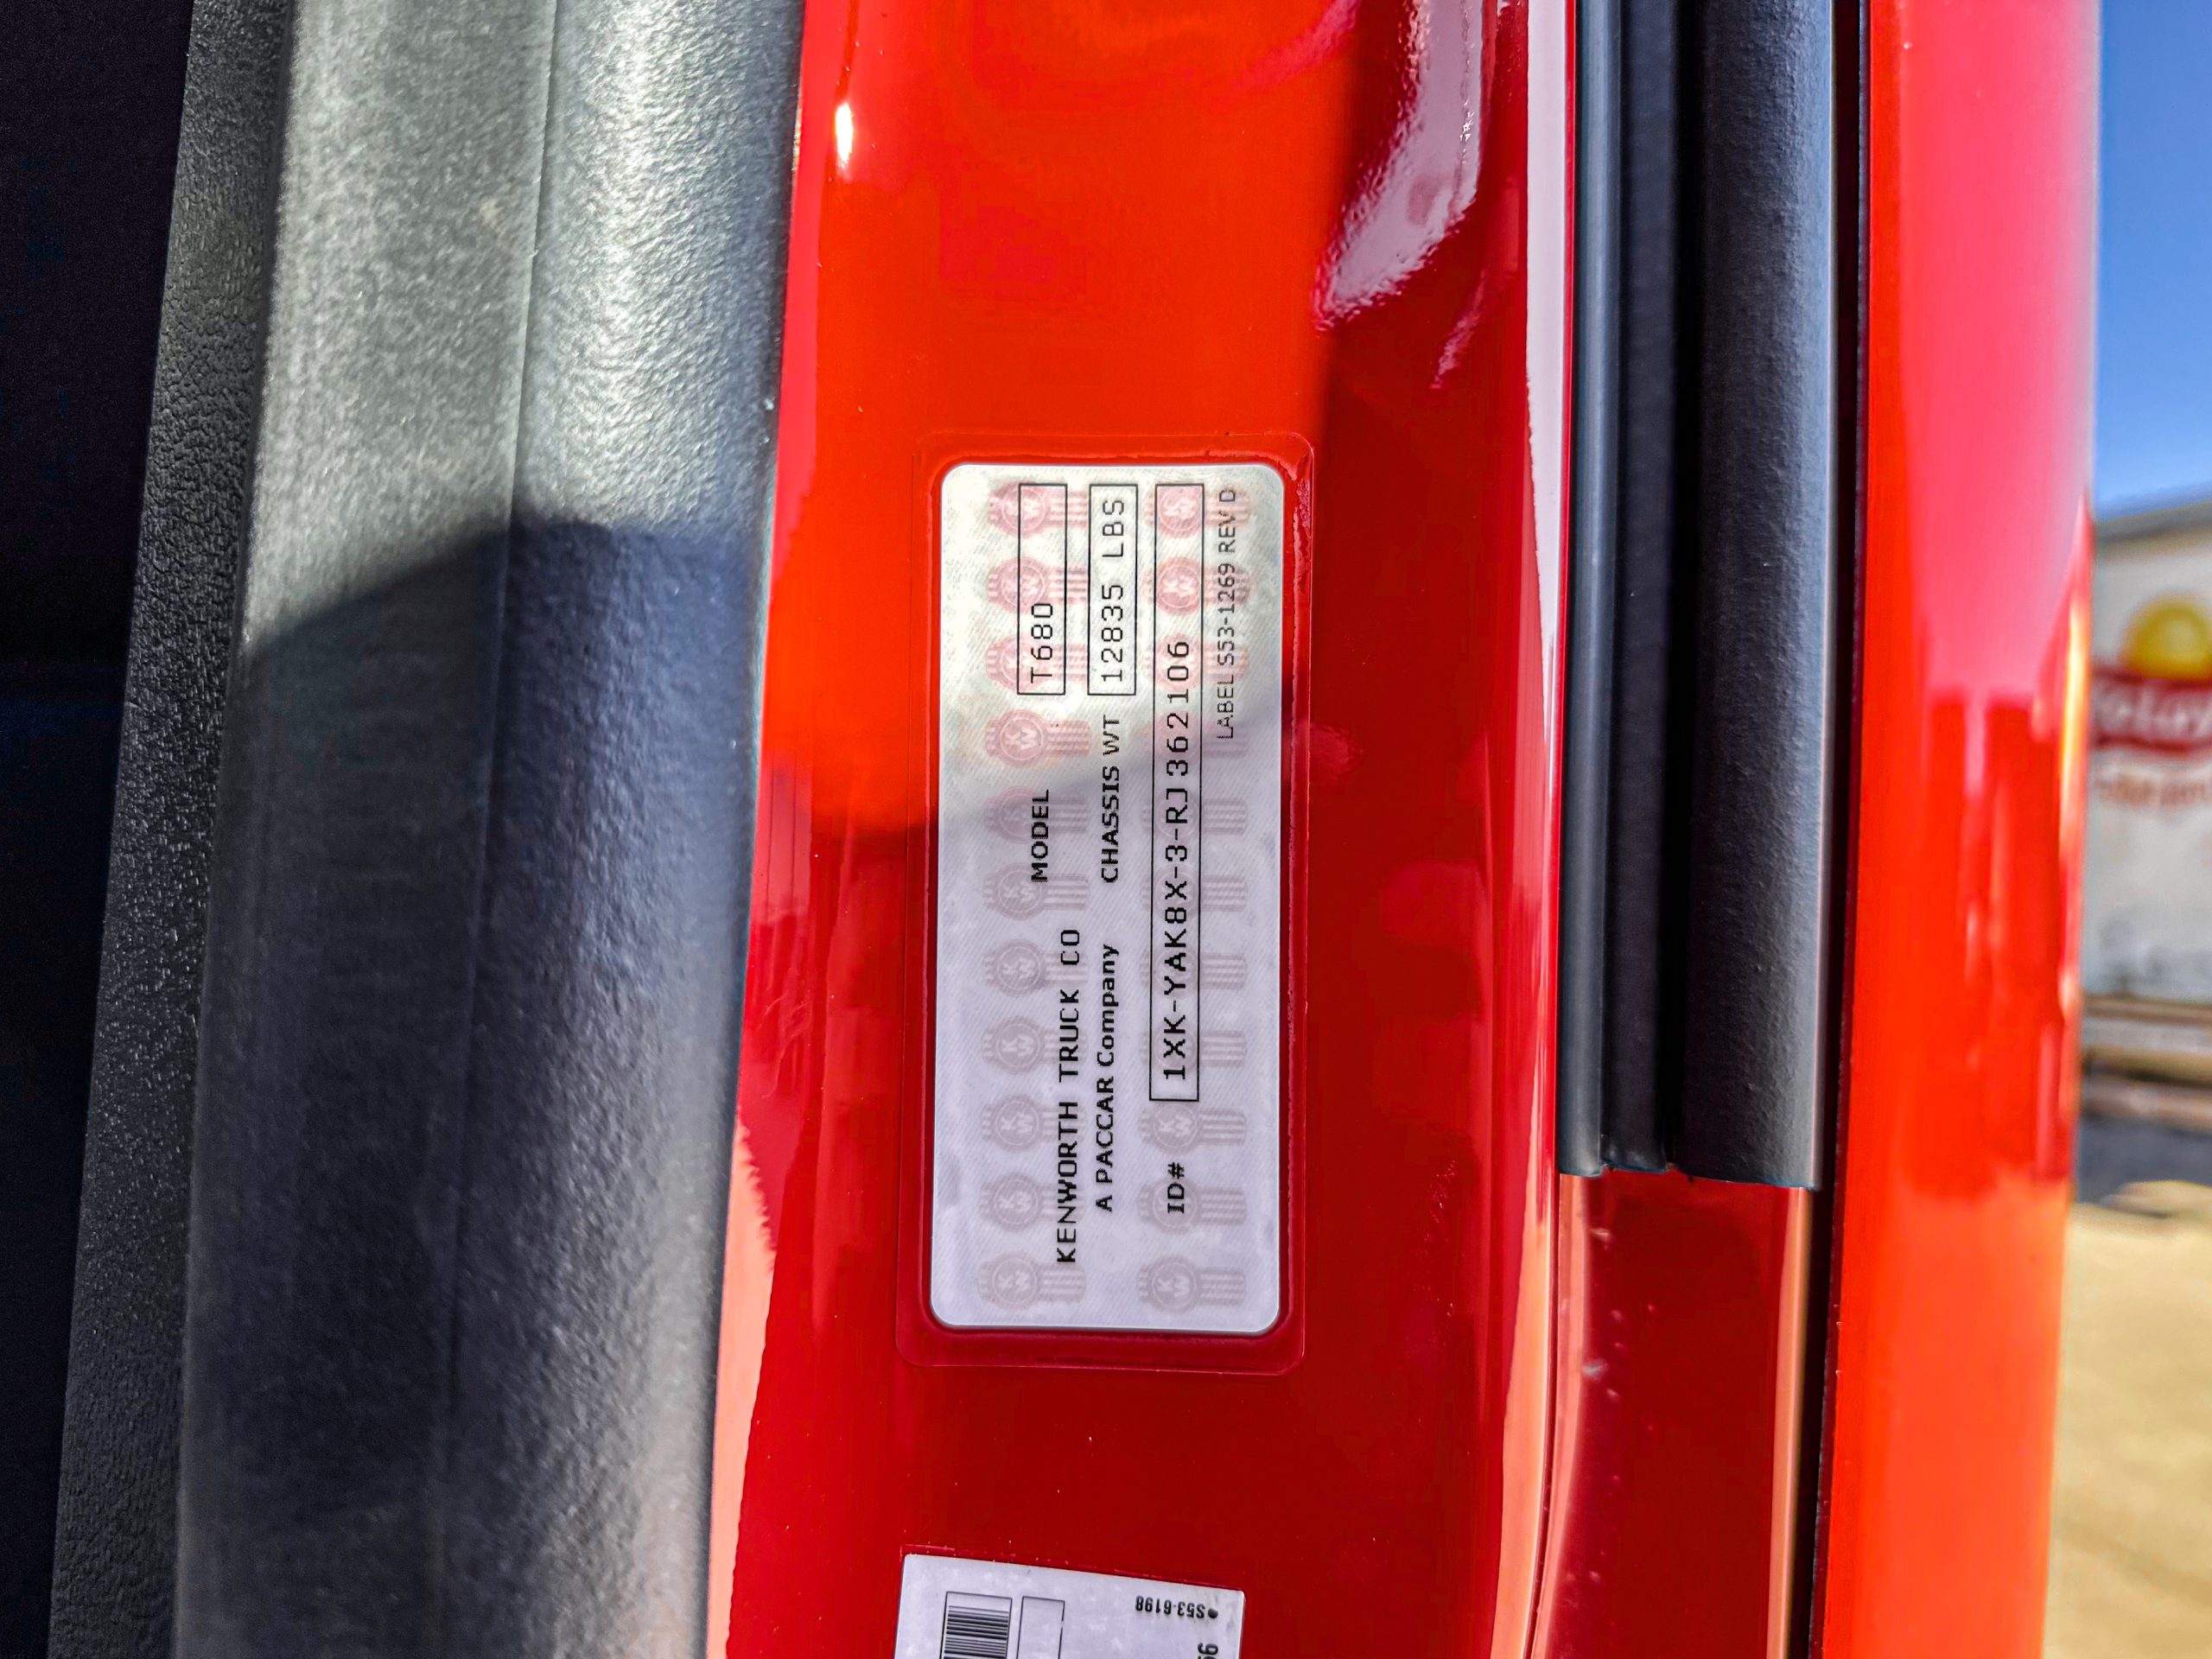 MODEL T680
KENWORTH TRUCK CO
A PACCAR Company
CHASSIS WT 12835 LBS
ID# 1XK-YAK8X-3-RJ362106
LABEL S53-1269 REV D
S53-6198